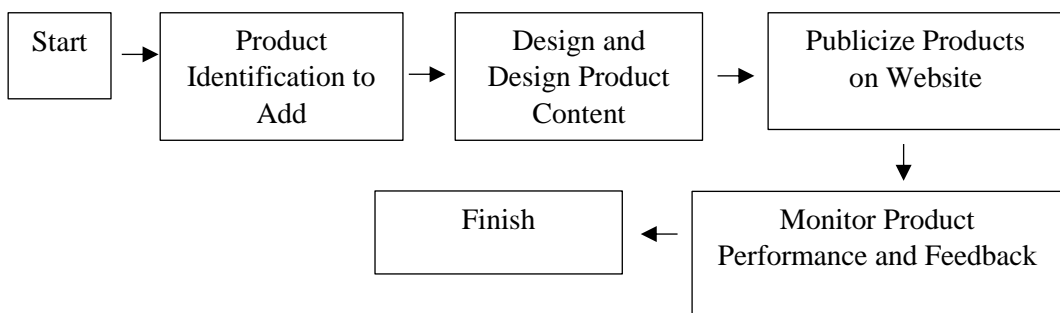 Start
Product
Identification to
Add
Design and
Design Product
Content
Publicize Products
on Website
Monitor Product
Performance and Feedback
Finish